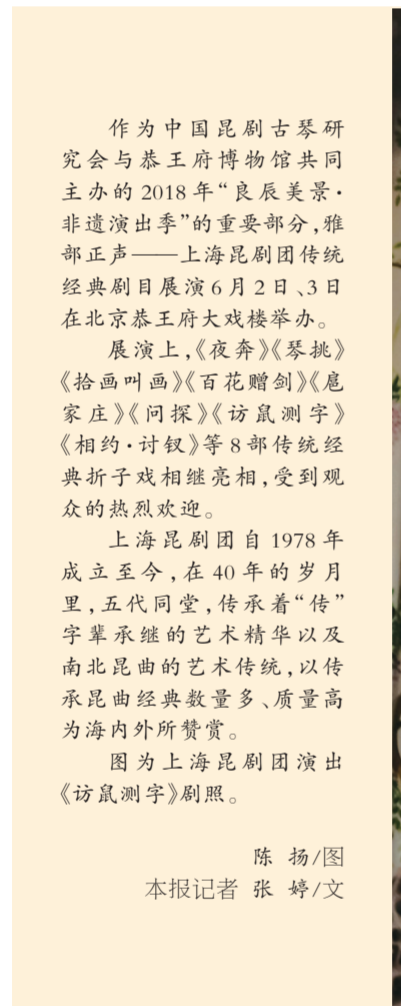 作为中国昆剧古琴研
究会与恭王府博物馆共同
主办的2018年“良辰美景·
非遗演出季”的重要部分,雅
部正声——上海昆剧团传统
经典剧目展演6月2日、3日
在北京恭王府大戏楼举办。
展演上,《夜奔》《琴挑》
《拾画叫画》《百花赠剑》《扈
家庄》《问探》《访鼠测字》
《相约·讨钗》等8部传统经
典折子戏相继亮相,受到观
众的热烈欢迎。
上海昆剧团自1978年
成立至今,在40年的岁月
里,五代同堂,传承着“传”
字辈承继的艺术精华以及
南北昆曲的艺术传统,以传
承昆曲经典数量多、质量高
为海内外所赞赏。
图为上海昆剧团演出
《访鼠测字》剧照。
陈 扬/图
本报记者 张 婷/文